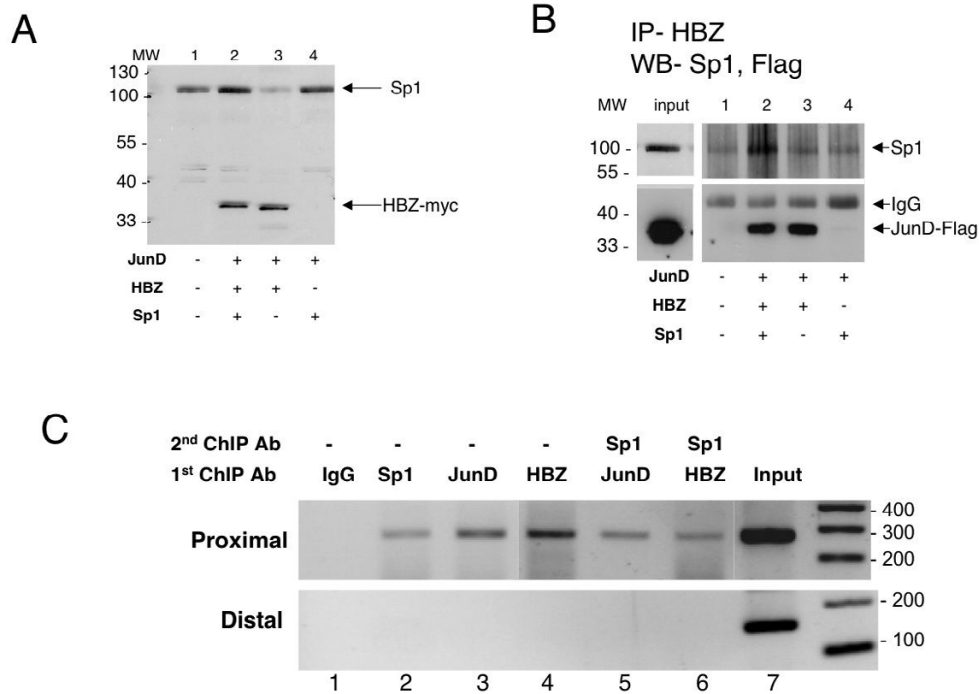 A
MW 1 2 3 4
130 -
100 -
Sp1
55 -
40 -
HBZ-myc
33 -
JunD - + + +
HBZ - + + -
Sp1 - + - +
B
IP- HBZ
WB- Sp1, Flag
MW input 1 2 3 4
100 -
Sp1
55 -
IgG
40 -
JunD-Flag
33 -
JunD - + + +
HBZ - + + -
Sp1 - + - +
C
2nd ChIP Ab - - - - Sp1 Sp1
1st ChIP Ab IgG Sp1 JunD HBZ JunD HBZ Input
- 400
Proximal - 300
- 200
- 200
Distal
- 100
1 2 3 4 5 6 7